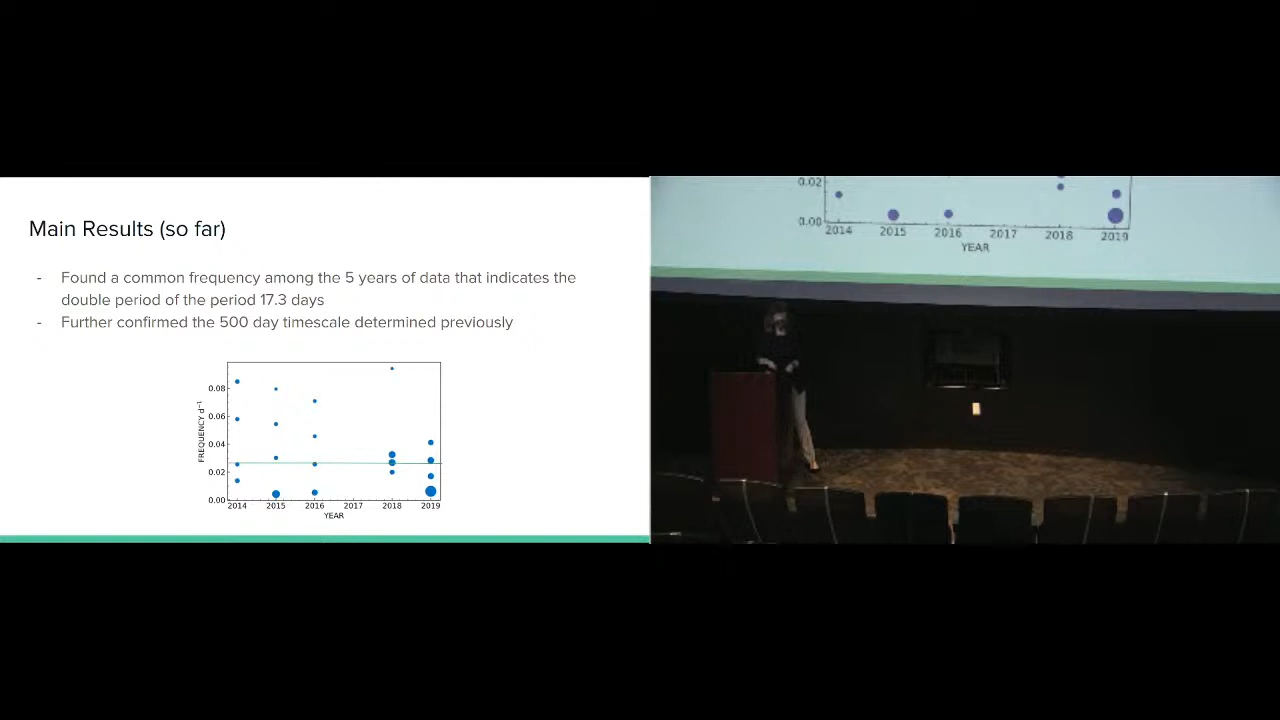 Main Results (so far)
- Found a common frequency among the 5 years of data that indicates the
double period of the period 17.3 days
- Further confirmed the 500 day timescale determined previously
0.08
0.06
0.04
0.02
0.00
FREQUENCY d⁻¹
2014 2015 2016 2017 2018 2019
YEAR
0.02
0.00
2014 2015 2016 2017 2018 2019
YEAR